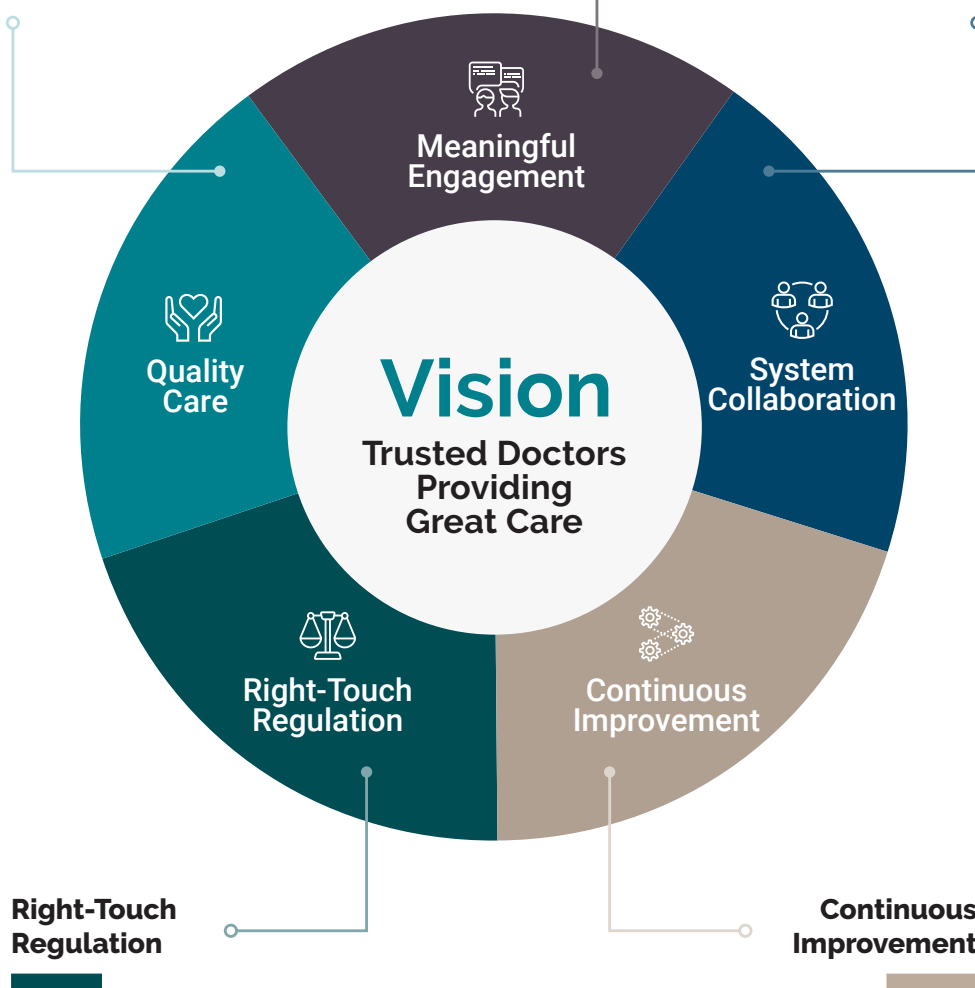 Meaningful
Engagement
Quality
Care
System
Collaboration
Vision
Trusted Doctors
Providing
Great Care
Right-Touch
Regulation
Continuous
Improvement
Right-Touch
Regulation
Continuous
Improvement